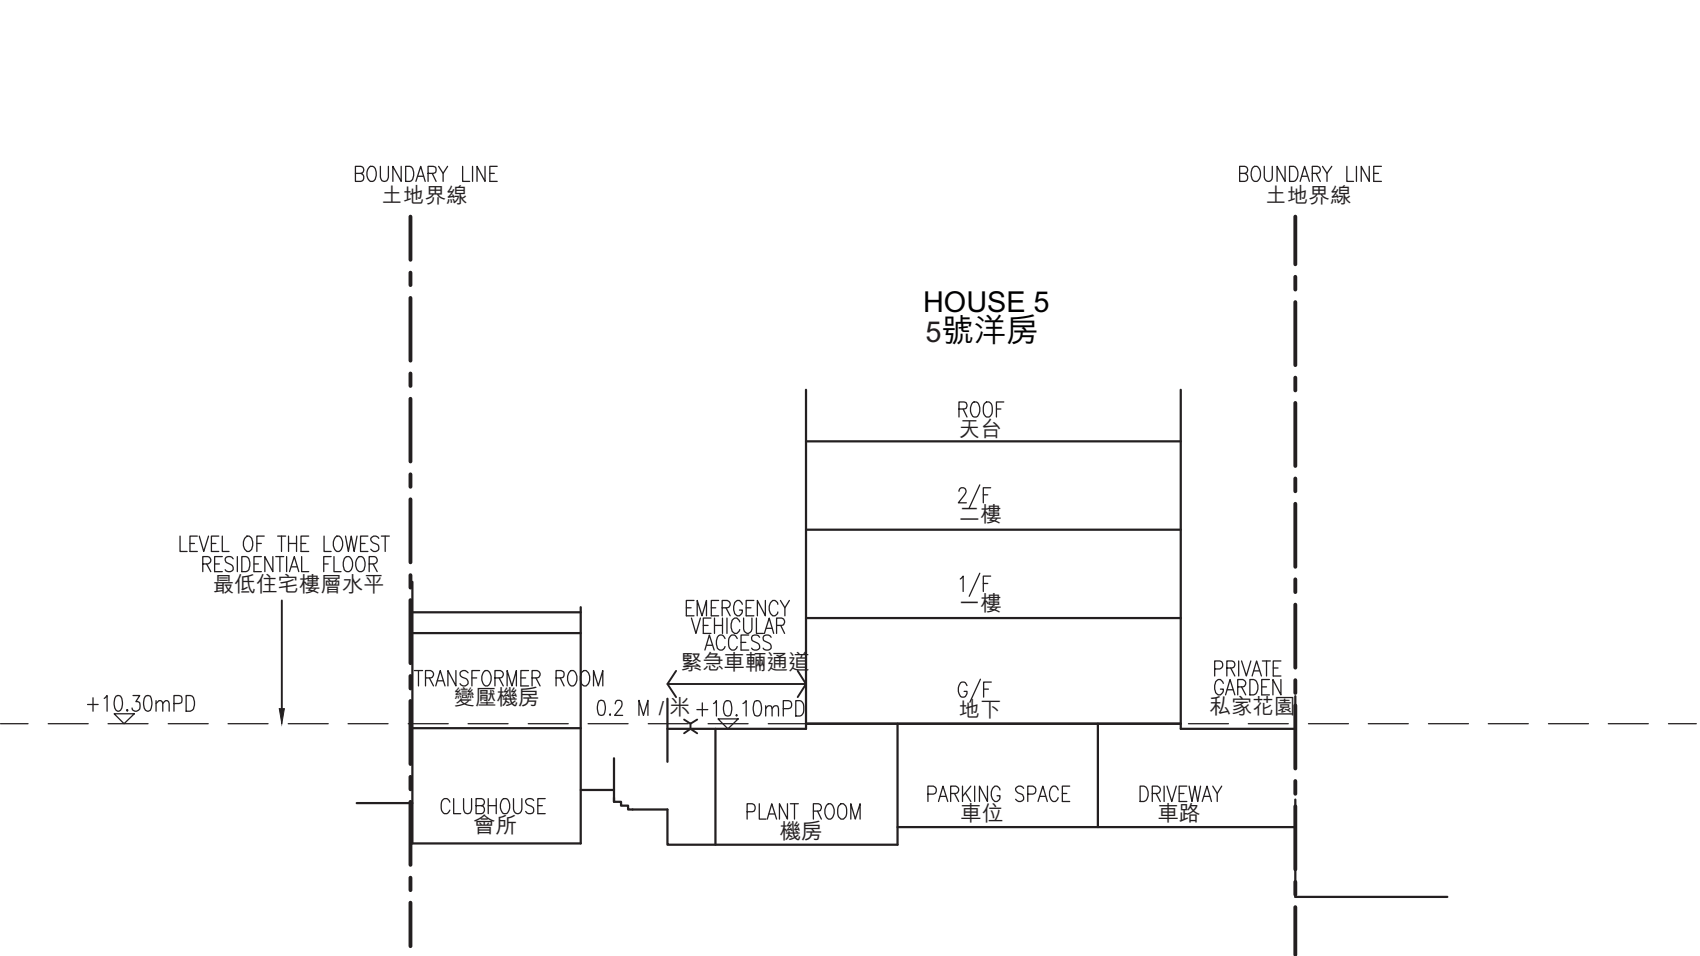 BOUNDARY LINE
土地界線
BOUNDARY LINE
土地界線
HOUSE 5
5號洋房
ROOF
天台
2/F
二樓
1/F
一樓
G/F
地下
LEVEL OF THE LOWEST
RESIDENTIAL FLOOR
最低住宅樓層水平
+10.30mPD
TRANSFORMER ROOM
變壓機房
EMERGENCY
VEHICULAR
ACCESS
緊急車輛通道
0.2 M / 米
+10.10mPD
PRIVATE
GARDEN
私家花園
CLUBHOUSE
會所
PLANT ROOM
機房
PARKING SPACE
車位
DRIVEWAY
車路